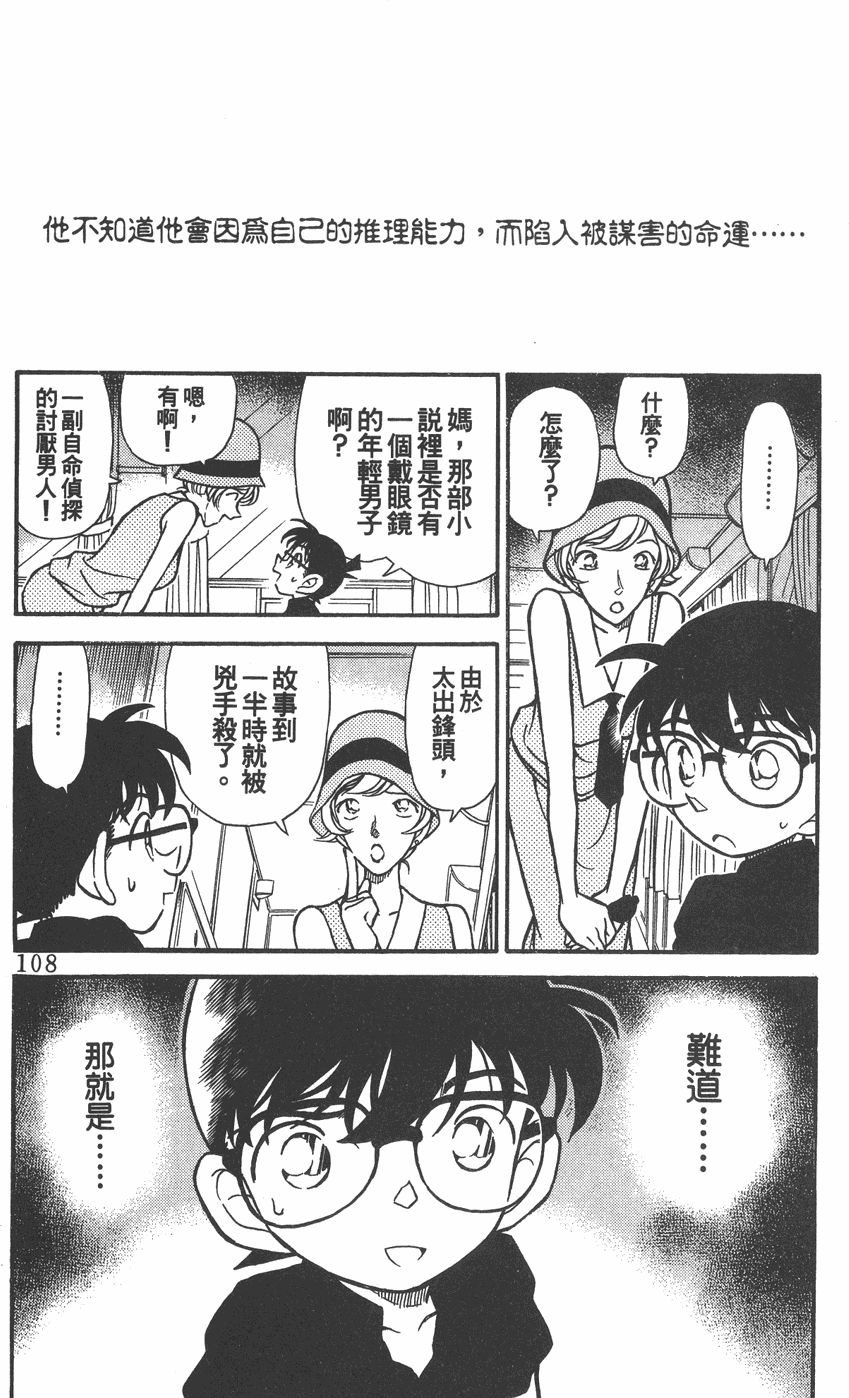 他不知道他會因為自己的推理能力，而陷入被謀害的命運……
………
什麼？
怎麼了？
媽，那部小
說裡是否有
一個戴眼鏡
的年輕男子
啊？
嗯，
有啊！
一副自命偵探
的討厭男人！
由於
太出鋒頭，
故事到
一半時就被
兇手殺了。
………
108
難道……
那就是……